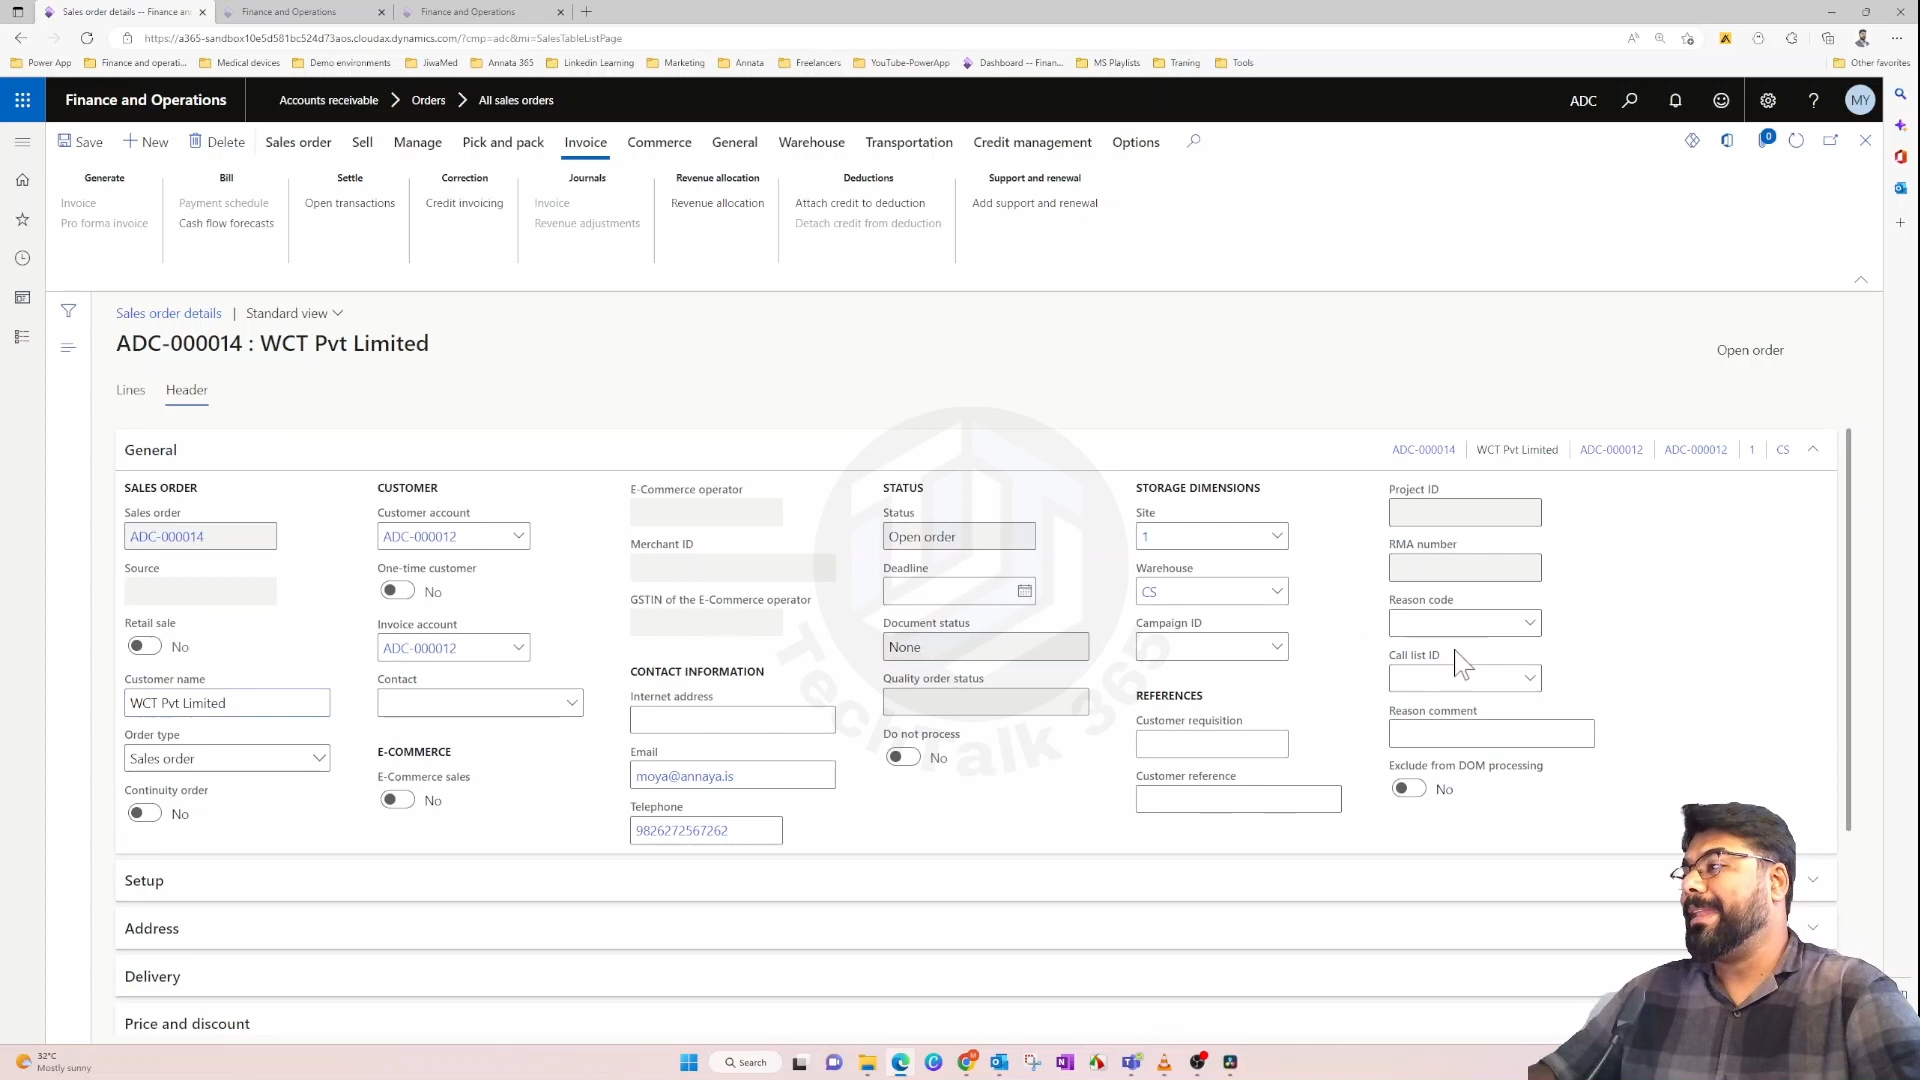 Sales order details -- Finance and
Finance and Operations
Finance and Operations
https://a365-sandbox10e5d581bc524d73aos.cloudax.dynamics.com/?cmp=adc&mi=SalesTableListPage
Power App
Finance and operati...
Medical devices
Demo environments
JiwaMed
Annata 365
Linkedin Learning
Marketing
Annata
Freelancers
YouTube-PowerApp
Dashboard -- Finan...
MS Playlists
Traning
Tools
Other favorites
Finance and Operations
Accounts receivable
Orders
All sales orders
ADC
MY
Save
New
Delete
Sales order
Sell
Manage
Pick and pack
Invoice
Commerce
General
Warehouse
Transportation
Credit management
Options
0
Generate
Invoice
Pro forma invoice
Bill
Payment schedule
Cash flow forecasts
Settle
Open transactions
Correction
Credit invoicing
Journals
Invoice
Revenue adjustments
Revenue allocation
Revenue allocation
Deductions
Attach credit to deduction
Detach credit from deduction
Support and renewal
Add support and renewal
Sales order details | Standard view
ADC-000014 : WCT Pvt Limited
Open order
Lines
Header
General
ADC-000014
WCT Pvt Limited
ADC-000012
ADC-000012
1
CS
SALES ORDER
Sales order
ADC-000014
Source
Retail sale
No
Customer name
WCT Pvt Limited
Order type
Sales order
Continuity order
No
CUSTOMER
Customer account
ADC-000012
One-time customer
No
Invoice account
ADC-000012
Contact
E-COMMERCE
E-Commerce sales
No
E-Commerce operator
Merchant ID
GSTIN of the E-Commerce operator
CONTACT INFORMATION
Internet address
Email
moya@annaya.is
Telephone
9826272567262
STATUS
Status
Open order
Deadline
Document status
None
Quality order status
Do not process
No
STORAGE DIMENSIONS
Site
1
Warehouse
CS
Campaign ID
REFERENCES
Customer requisition
Customer reference
Project ID
RMA number
Reason code
Call list ID
Reason comment
Exclude from DOM processing
No
TechTalk 365
Setup
Address
Delivery
Price and discount
32°C
Mostly sunny
Search